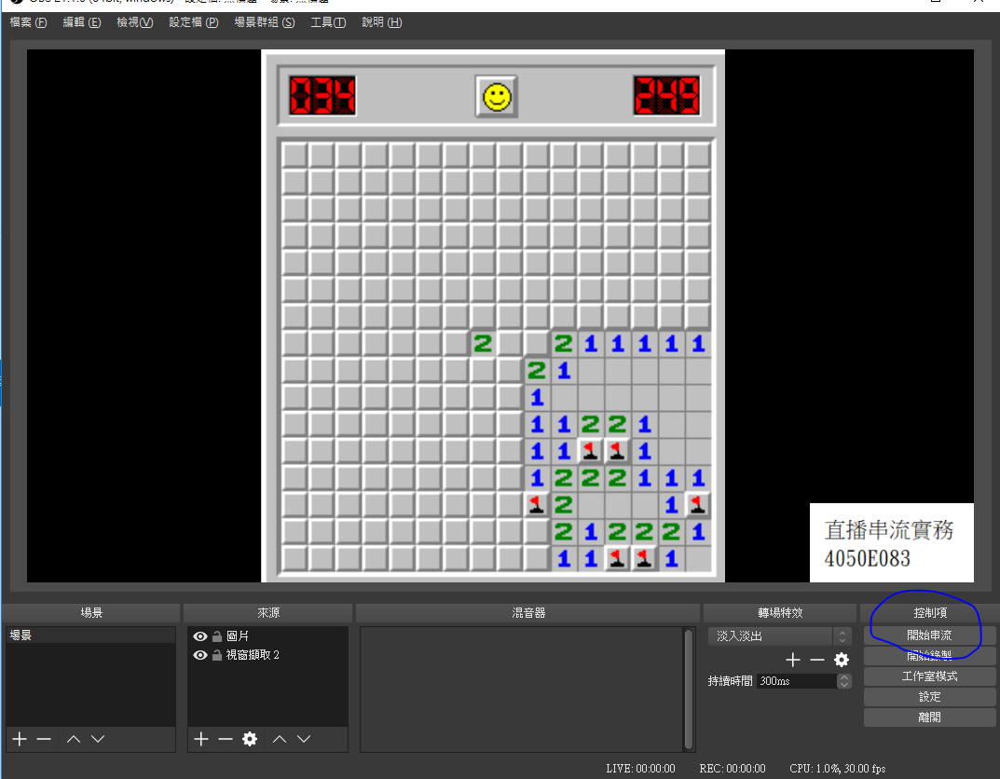 檔案 (F) 編輯 (E) 檢視(V) 設定檔 (P) 場景群組 (S) 工具(T) 說明 (H)
034 249
2 2 1 1 1 1 1
2 1
1
1 1 2 2 1
1 1 1
1 2 2 2 1 1 1
2 1
2 1 2 2 2 1
1 1 1
直播串流實務
4050E083
場景 來源 混音器 轉場特效 控制項
場景
圖片
視窗擷取 2
淡入淡出
持續時間 300ms
開始串流
開始錄製
工作室模式
設定
離開
LIVE: 00:00:00 REC: 00:00:00 CPU: 1.0%, 30.00 fps